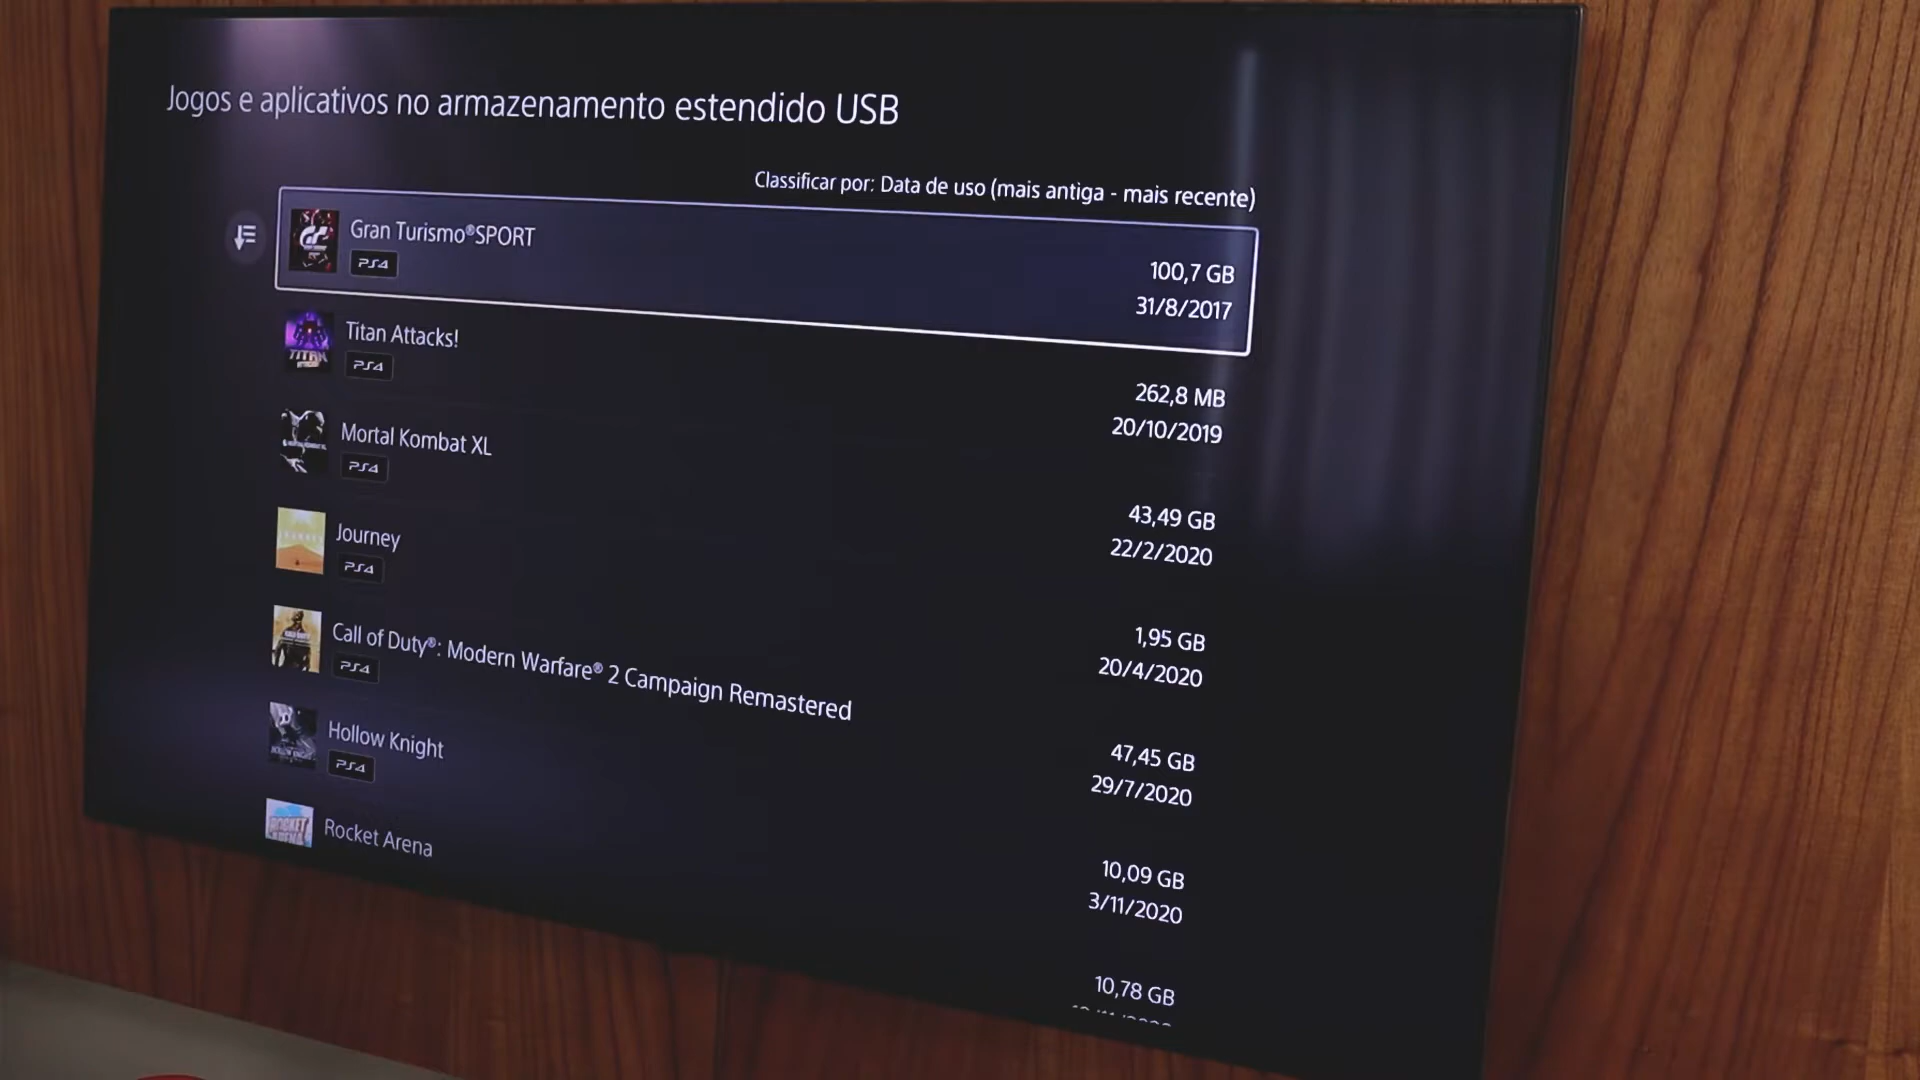 Jogos e aplicativos no armazenamento estendido USB
Classificar por: Data de uso (mais antiga - mais recente)
Gran Turismo®SPORT
PS4
100,7 GB
31/8/2017
Titan Attacks!
PS4
262,8 MB
20/10/2019
Mortal Kombat XL
PS4
43,49 GB
22/2/2020
Journey
PS4
1,95 GB
20/4/2020
Call of Duty®: Modern Warfare® 2 Campaign Remastered
PS4
47,45 GB
29/7/2020
Hollow Knight
PS4
10,09 GB
3/11/2020
Rocket Arena
10,78 GB